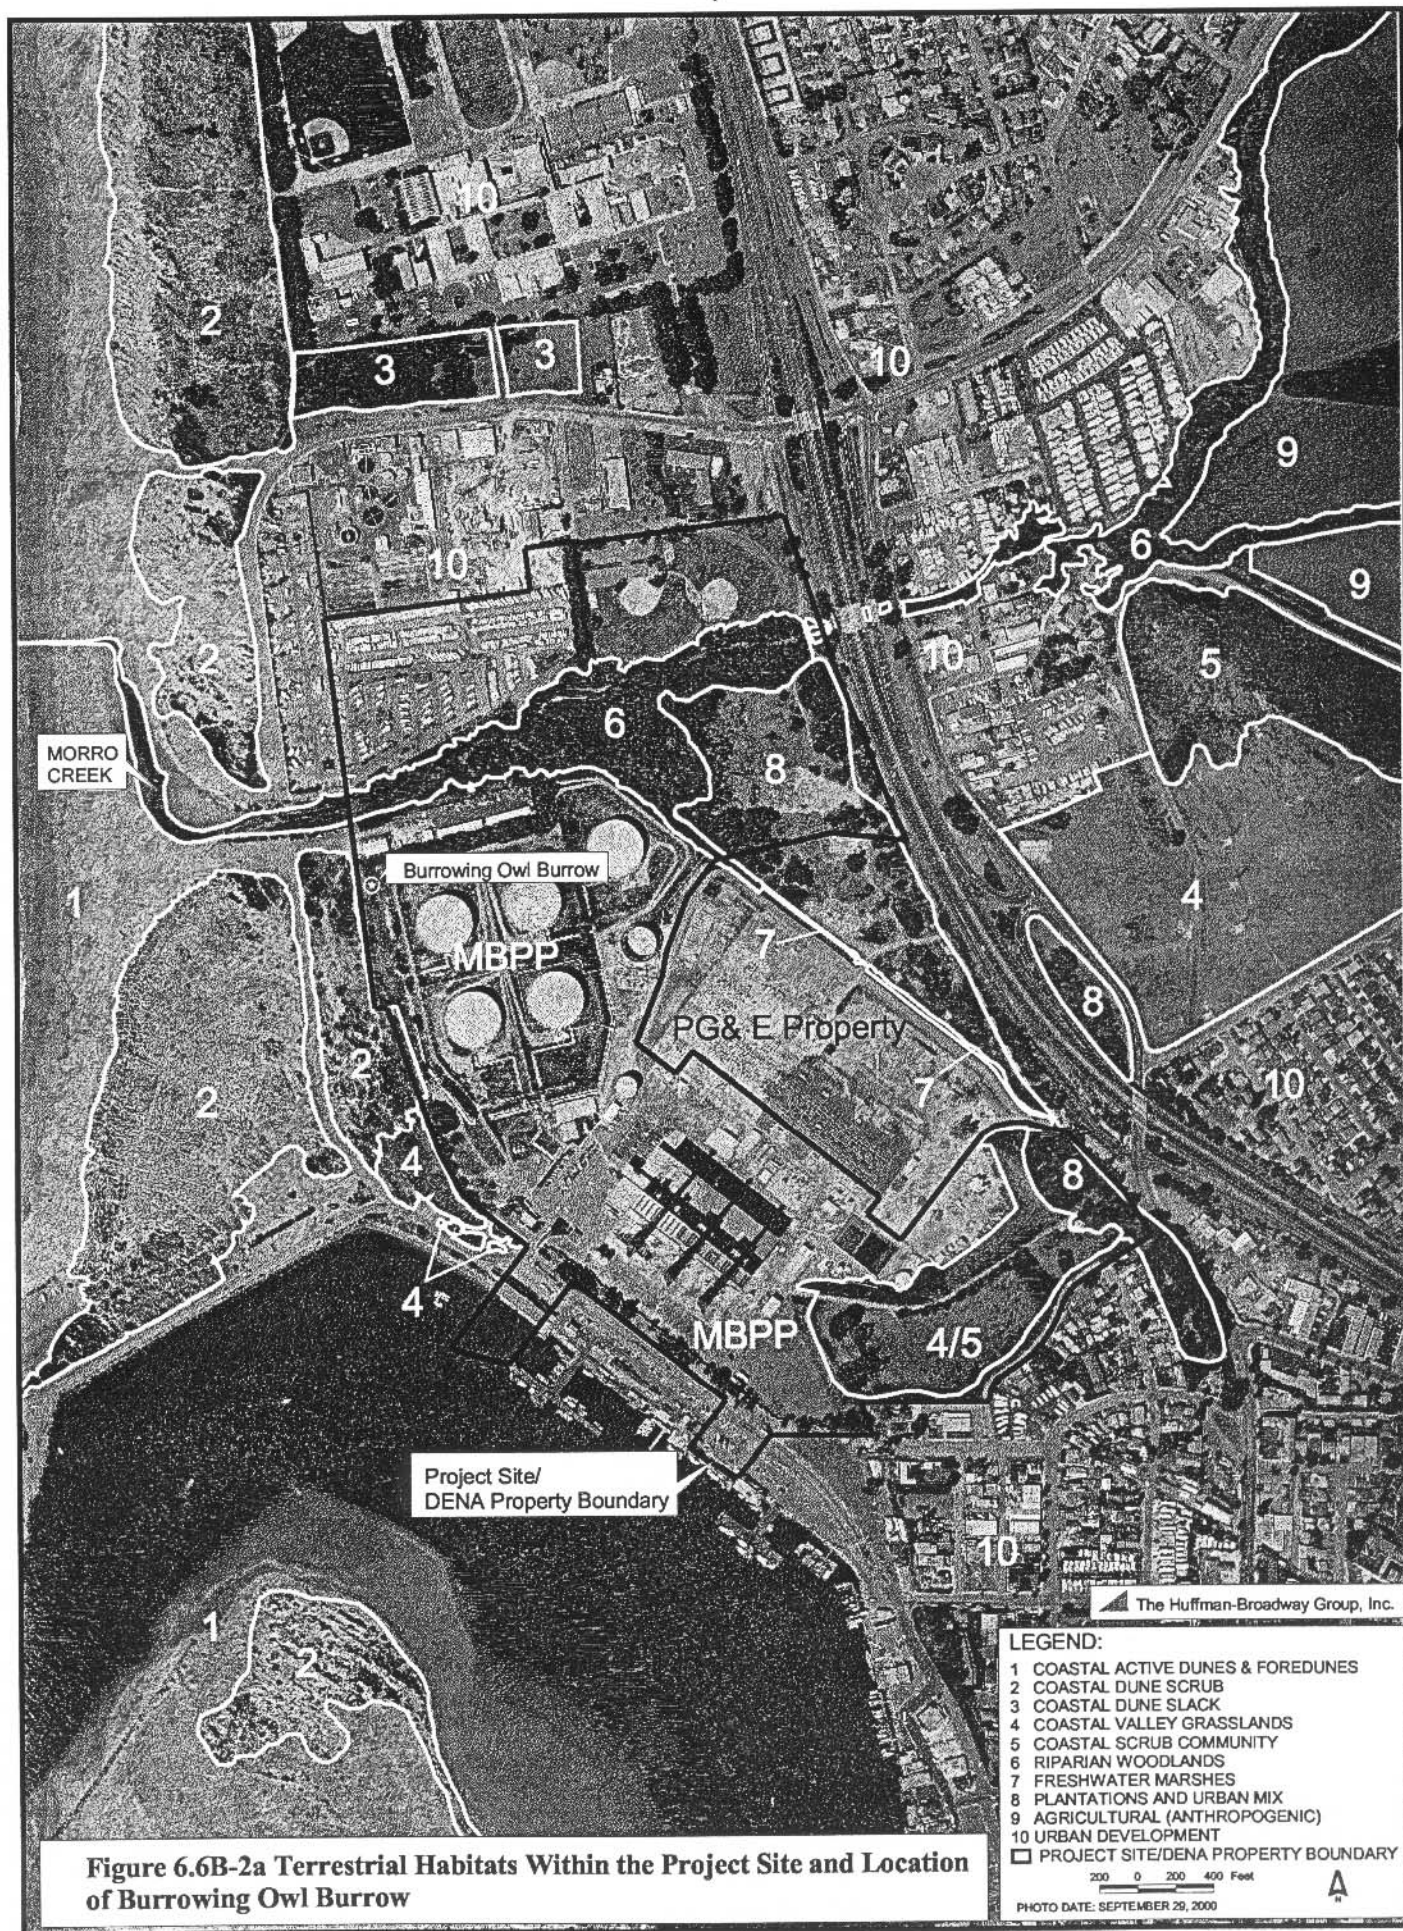 10
2
3
3
10
9
10
6
9
2
10
5
6
MORRO
CREEK
8
Burrowing Owl Burrow
1
4
MBPP
7
8
PG& E Property
2
2
7
10
4
8
4
MBPP
4/5
Project Site/
DENA Property Boundary
10
1
2
The Huffman-Broadway Group, Inc.
LEGEND:
1 COASTAL ACTIVE DUNES & FOREDUNES
2 COASTAL DUNE SCRUB
3 COASTAL DUNE SLACK
4 COASTAL VALLEY GRASSLANDS
5 COASTAL SCRUB COMMUNITY
6 RIPARIAN WOODLANDS
7 FRESHWATER MARSHES
8 PLANTATIONS AND URBAN MIX
9 AGRICULTURAL (ANTHROPOGENIC)
10 URBAN DEVELOPMENT
PROJECT SITE/DENA PROPERTY BOUNDARY
200 0 200 400 Feet
N
PHOTO DATE: SEPTEMBER 29, 2000
Figure 6.6B-2a Terrestrial Habitats Within the Project Site and Location
of Burrowing Owl Burrow